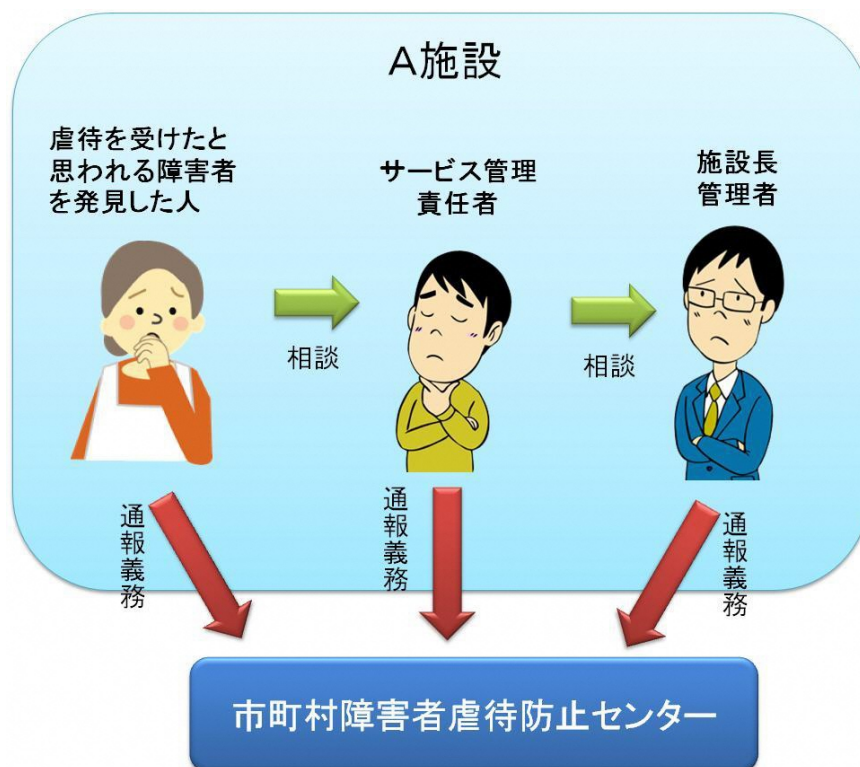 A施設
虐待を受けたと
思われる障害者
を発見した人
サービス管理
責任者
施設長
管理者
相談
相談
通報義務
通報義務
通報義務
市町村障害者虐待防止センター